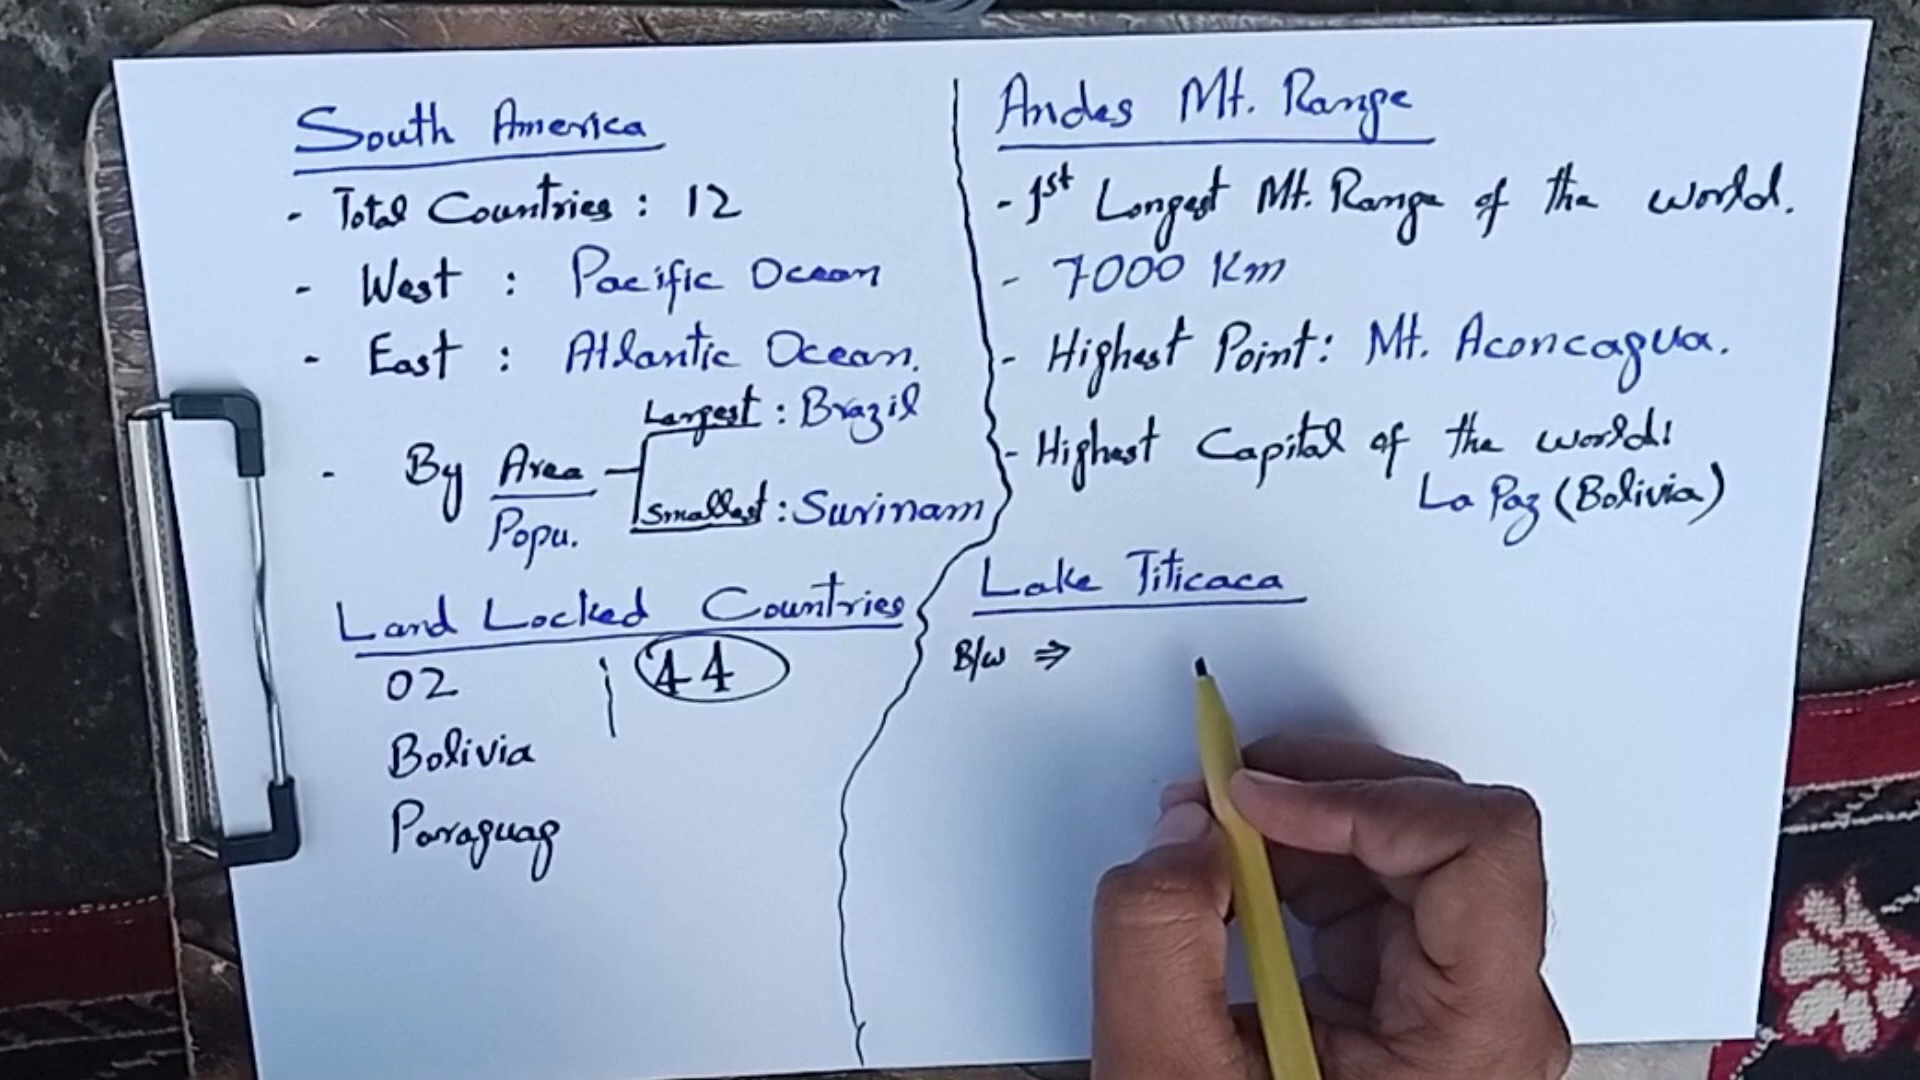 South America
- Total Countries : 12
- West : Pacific Ocean
- East : Atlantic Ocean.
- By Area
Popu.
Largest : Brazil
Smallest : Surinam
Land Locked Countries
02 44
Bolivia
Paraguay
Andes Mt. Range
- 1st Longest Mt. Range of the world.
- 7000 Km
- Highest Point: Mt. Aconcagua.
- Highest Capital of the world:
La Paz (Bolivia)
Lake Titicaca
B/w ⇒